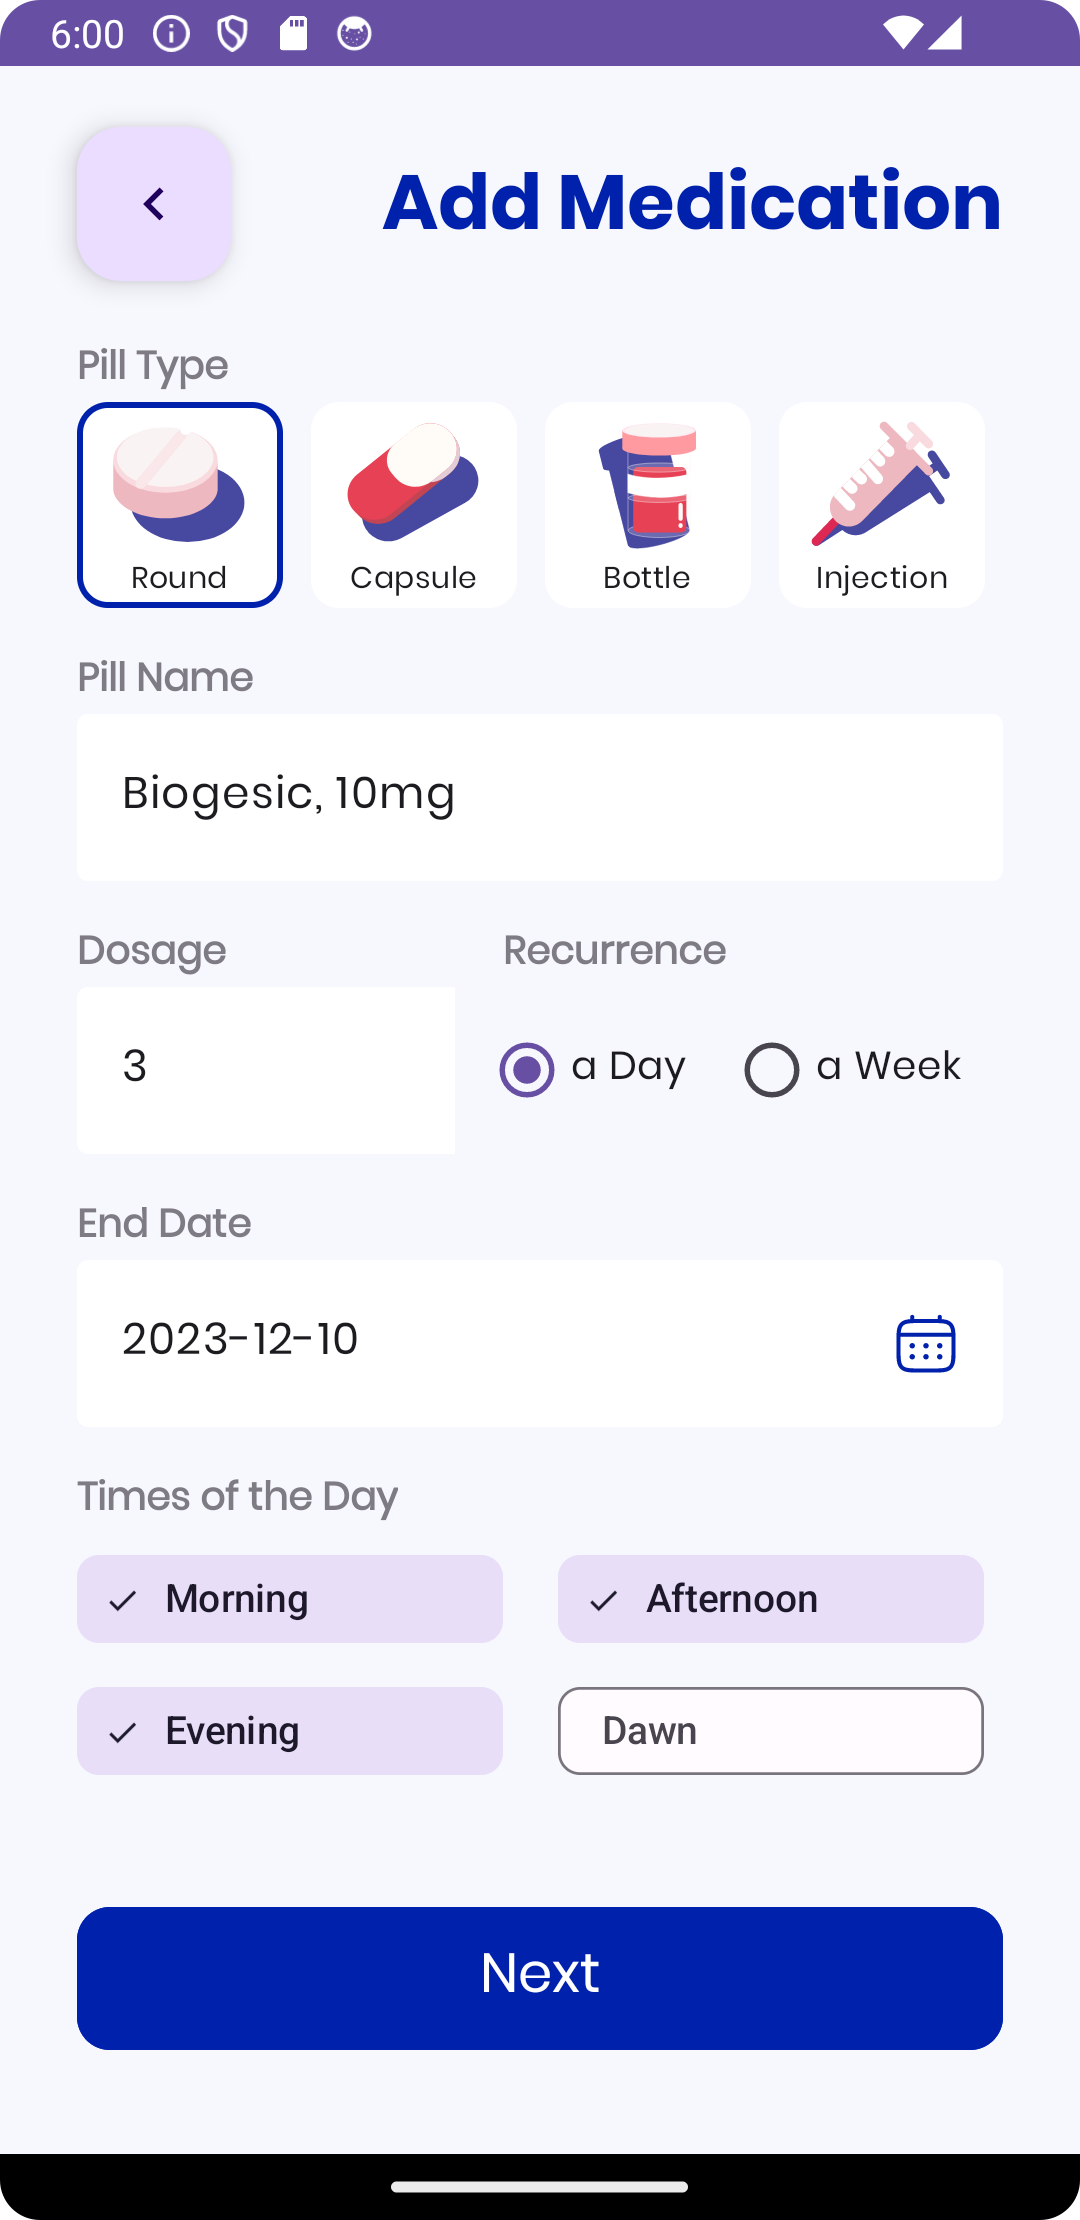 6:00
Add Medication
Pill Type
Round Capsule Bottle Injection
Pill Name
Biogesic, 10mg
Dosage Recurrence
3 a Day a Week
End Date
2023-12-10
Times of the Day
Morning Afternoon
Evening Dawn
Next